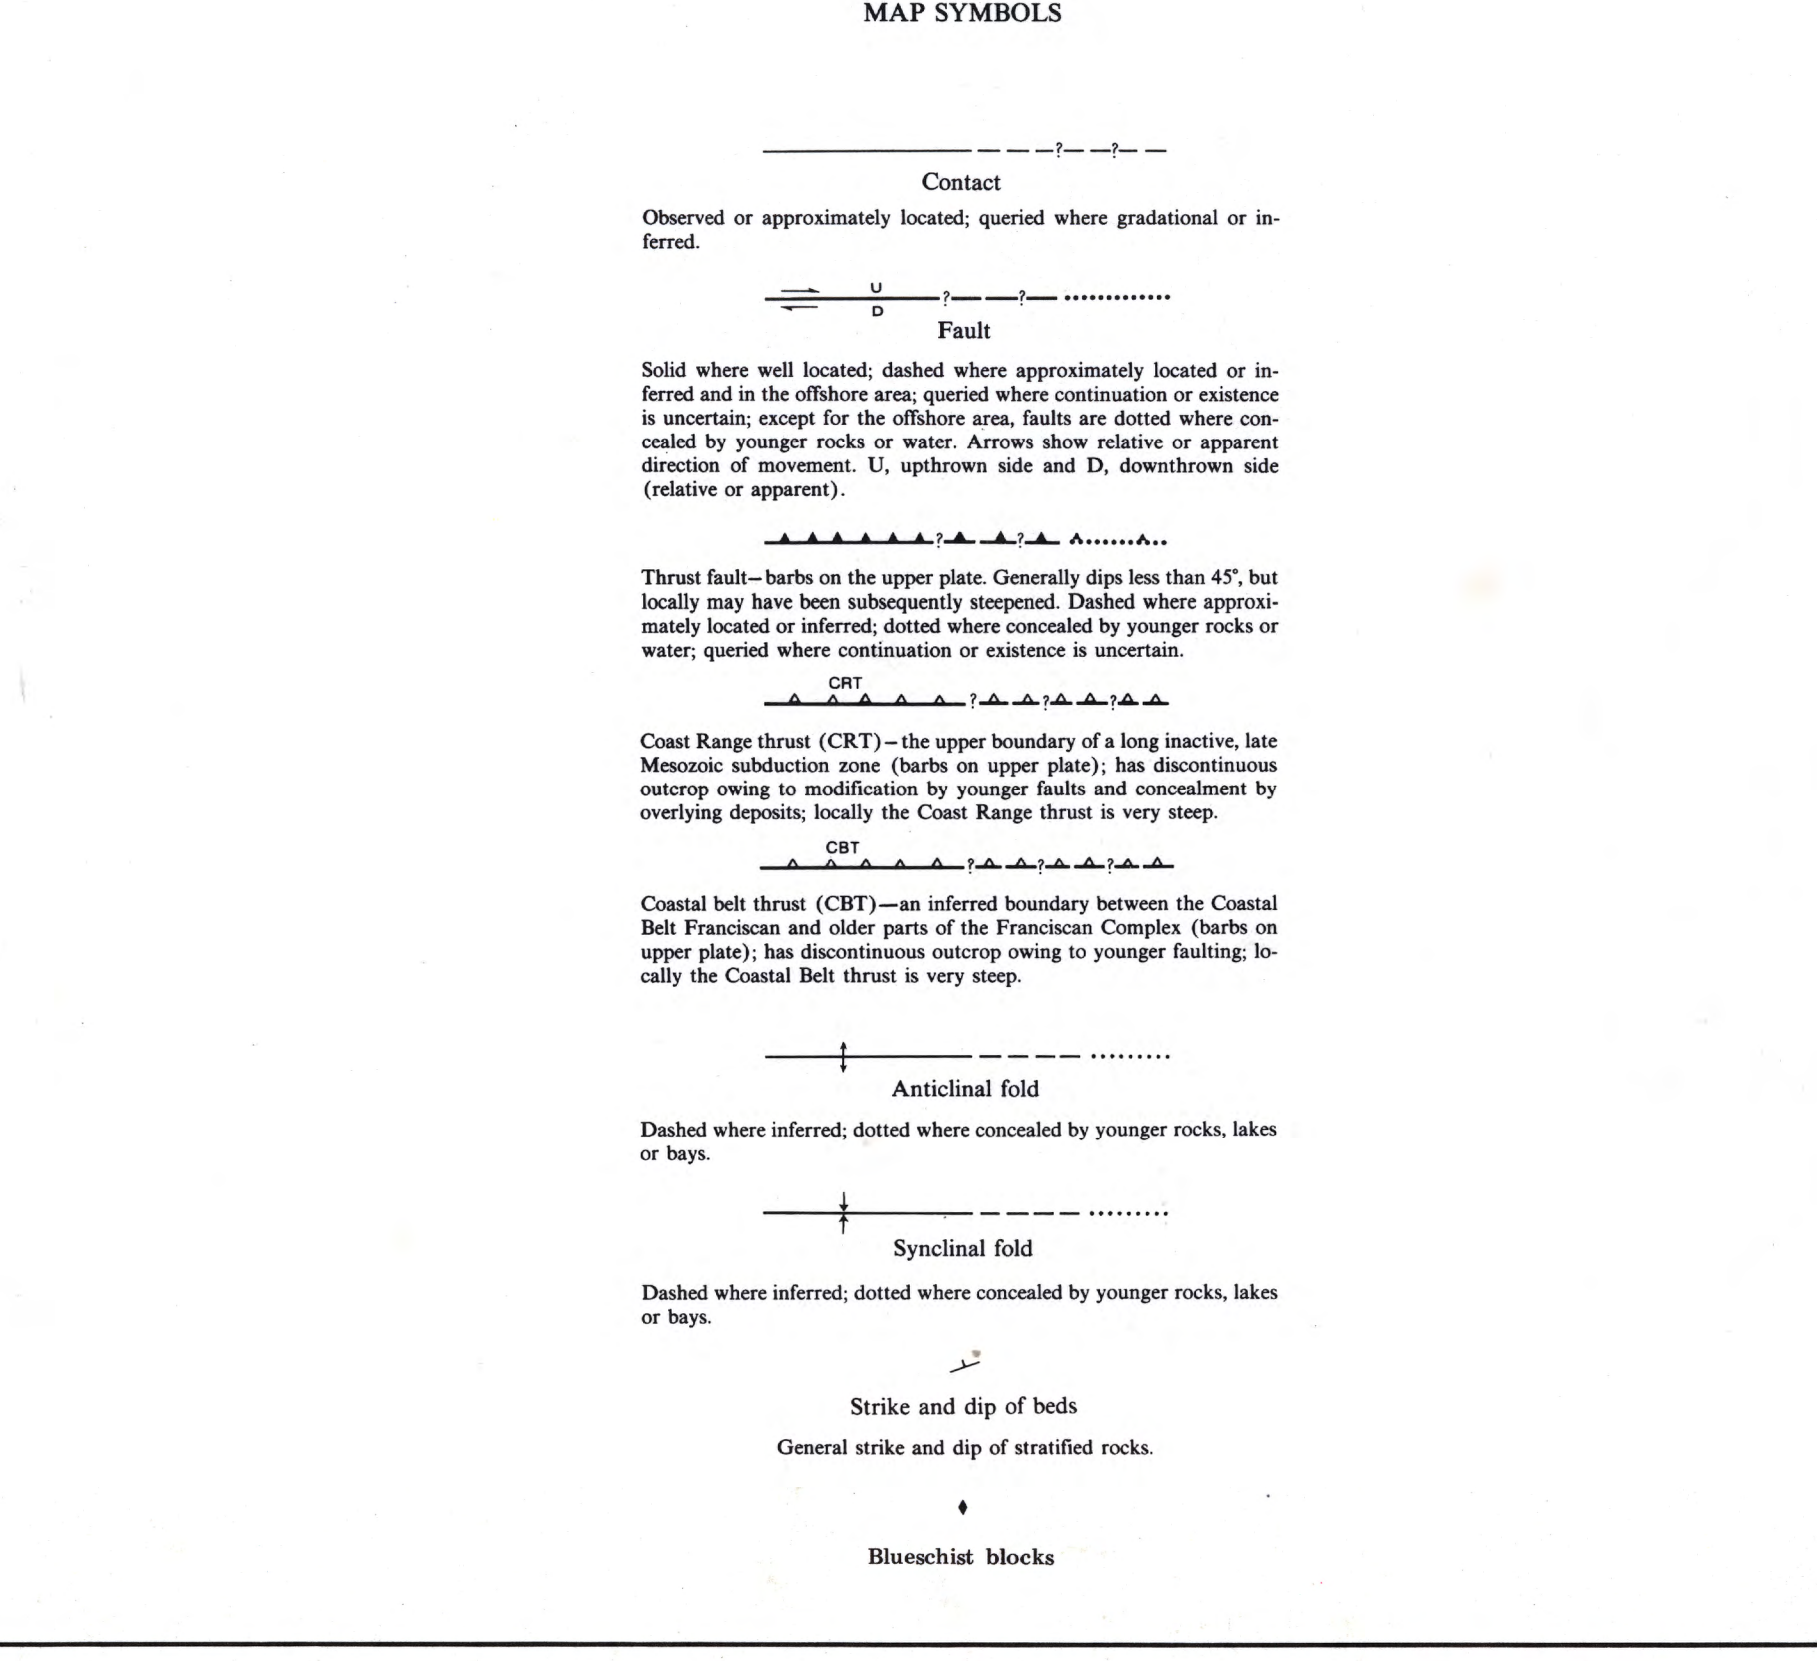 MAP SYMBOLS
?
?
Contact
Observed or approximately located; queried where gradational or in-
ferred.
U
D
?
?
Fault
Solid where well located; dashed where approximately located or in-
ferred and in the offshore area; queried where continuation or existence
is uncertain; except for the offshore area, faults are dotted where con-
cealed by younger rocks or water. Arrows show relative or apparent
direction of movement. U, upthrown side and D, downthrown side
(relative or apparent).
?
?
Thrust fault—barbs on the upper plate. Generally dips less than 45°, but
locally may have been subsequently steepened. Dashed where approxi-
mately located or inferred; dotted where concealed by younger rocks or
water; queried where continuation or existence is uncertain.
CRT
?
?
?
Coast Range thrust (CRT)—the upper boundary of a long inactive, late
Mesozoic subduction zone (barbs on upper plate); has discontinuous
outcrop owing to modification by younger faults and concealment by
overlying deposits; locally the Coast Range thrust is very steep.
CBT
?
?
?
Coastal belt thrust (CBT)—an inferred boundary between the Coastal
Belt Franciscan and older parts of the Franciscan Complex (barbs on
upper plate); has discontinuous outcrop owing to younger faulting; lo-
cally the Coastal Belt thrust is very steep.
Anticlinal fold
Dashed where inferred; dotted where concealed by younger rocks, lakes
or bays.
Synclinal fold
Dashed where inferred; dotted where concealed by younger rocks, lakes
or bays.
Strike and dip of beds
General strike and dip of stratified rocks.
Blueschist blocks